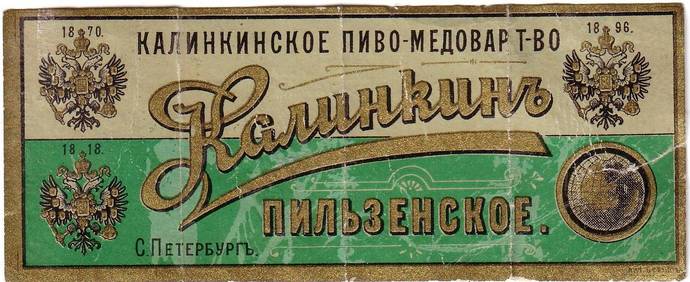 1870.
КАЛИНКИНСКОЕ ПИВО-МЕДОВАР Т-ВО
1896.
Калинкинъ
1818.
ПИЛЬЗЕНСКОЕ.
С. ПЕТЕРБУРГЪ.